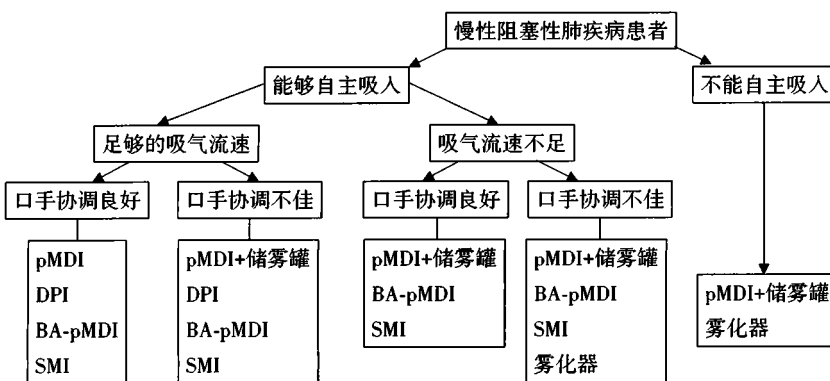 慢性阻塞性肺疾病患者
能够自主吸入
不能自主吸入
足够的吸气流速
吸气流速不足
口手协调良好
口手协调不佳
口手协调良好
口手协调不佳
pMDI
DPI
BA-pMDI
SMI
pMDI+储雾罐
DPI
BA-pMDI
SMI
pMDI+储雾罐
BA-pMDI
SMI
pMDI+储雾罐
BA-pMDI
SMI
雾化器
pMDI+储雾罐
雾化器